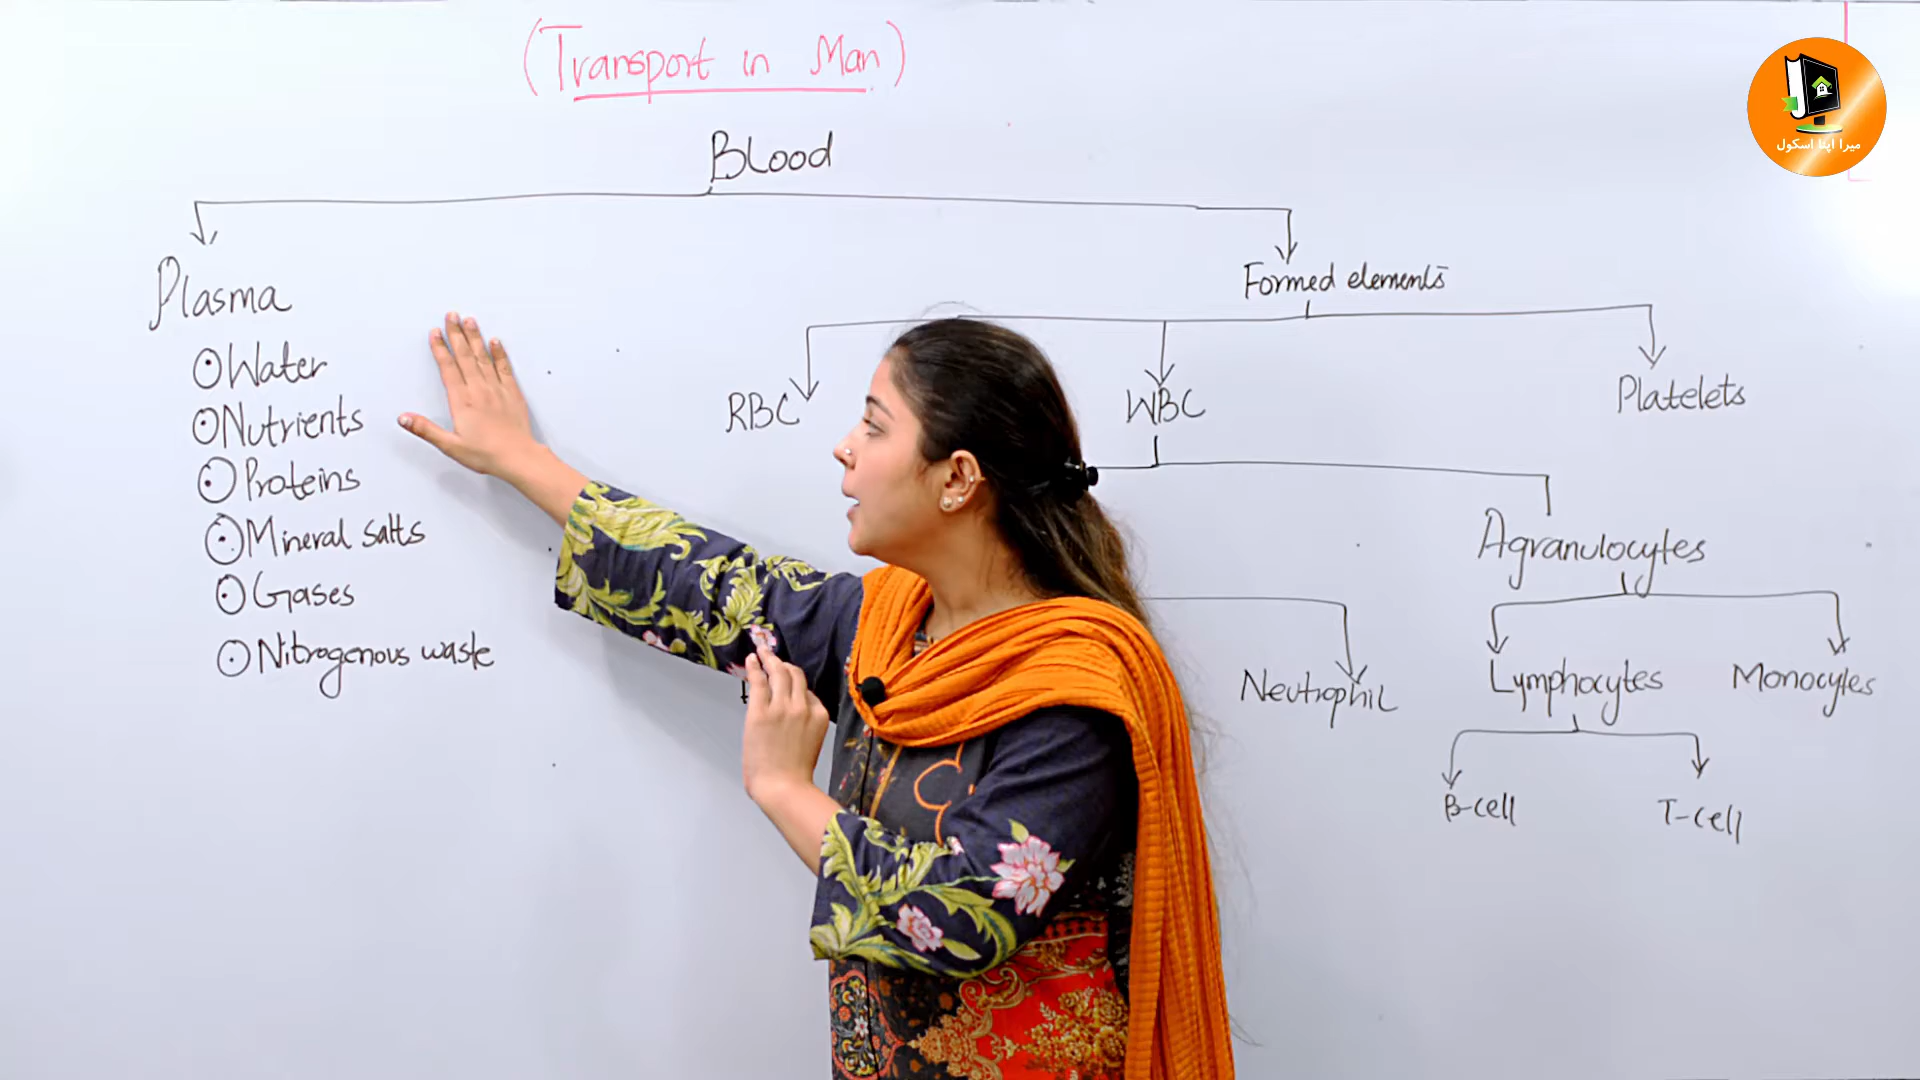 (Transport in Man)
Blood
Plasma
Formed elements
Water
Nutrients
Proteins
Mineral salts
Gases
Nitrogenous waste
RBC
WBC
Platelets
Agranulocytes
Neutrophil
Lymphocytes
Monocytes
B-cell
T-cell
میرا اپنا اسکول